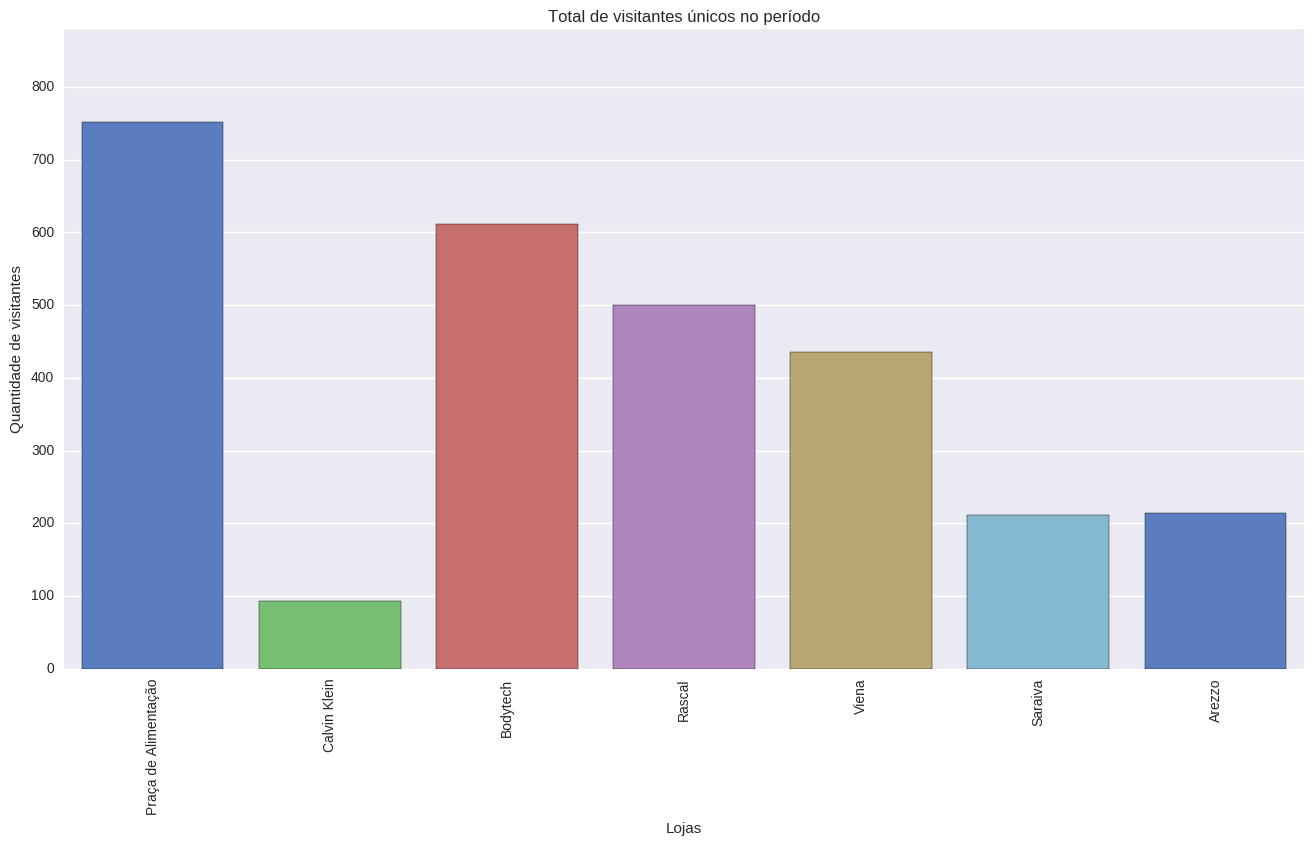 Total de visitantes únicos no período
Quantidade de visitantes
800
700
600
500
400
300
200
100
0
Praça de Alimentação
Calvin Klein
Bodytech
Rascal
Viena
Saraiva
Arezzo
Lojas